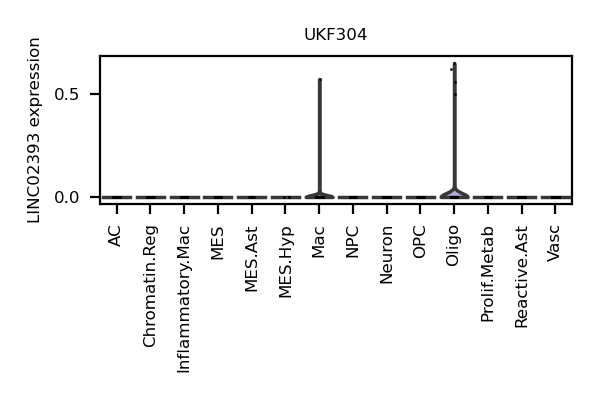 UKF304
LINC02393 expression
0.5
0.0
AC
Chromatin.Reg
Inflammatory.Mac
MES
MES.Ast
MES.Hyp
Mac
NPC
Neuron
OPC
Oligo
Prolif.Metab
Reactive.Ast
Vasc